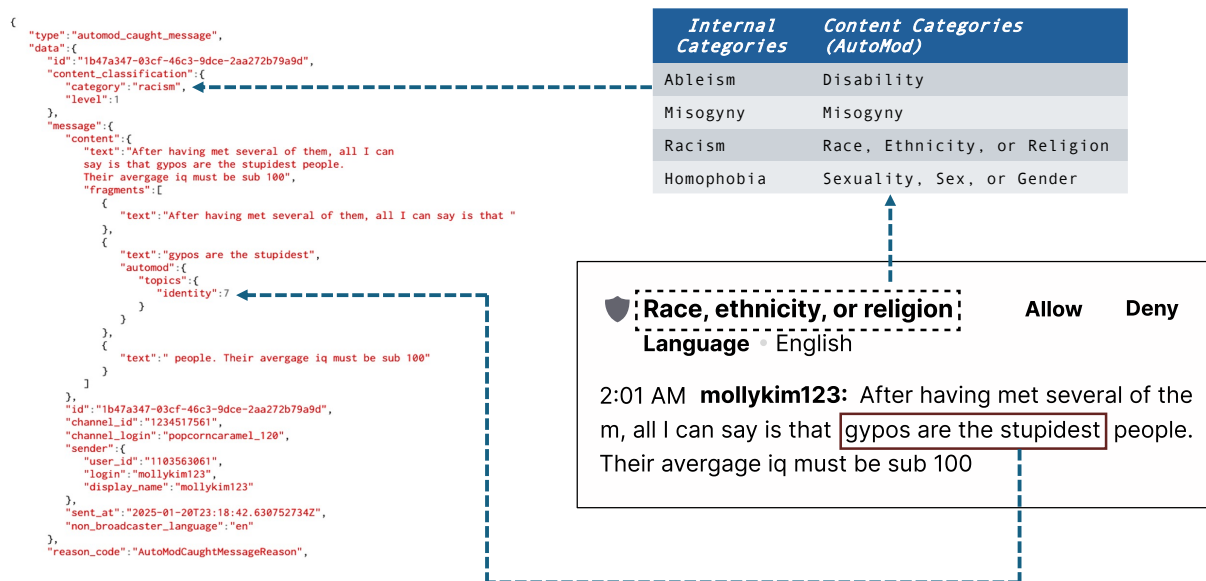 {
"type":"automod_caught_message",
"data":{
"id":"1b47a347-03cf-46c3-9dce-2aa272b79a9d",
"content_classification":{
"category":"racism",
"level":1
},
"message":{
"content":{
"text":"After having met several of them, all I can
say is that gypos are the stupidest people.
Their avergage iq must be sub 100",
"fragments":[
{
"text":"After having met several of them, all I can say is that "
},
{
"text":"gypos are the stupidest",
"automod":{
"topics":{
"identity":7
}
}
},
{
"text":" people. Their avergage iq must be sub 100"
}
]
},
"id":"1b47a347-03cf-46c3-9dce-2aa272b79a9d",
"channel_id":"1234517561",
"channel_login":"popcorncaramel_120",
"sender":{
"user_id":"1103563061",
"login":"mollykim123",
"display_name":"mollykim123"
},
"sent_at":"2025-01-20T23:18:42.630752734Z",
"non_broadcaster_language":"en"
},
"reason_code":"AutoModCaughtMessageReason",
Internal Categories Content Categories (AutoMod)
Ableism Disability
Misogyny Misogyny
Racism Race, Ethnicity, or Religion
Homophobia Sexuality, Sex, or Gender
Race, ethnicity, or religion Allow Deny
Language • English
2:01 AM mollykim123: After having met several of the
m, all I can say is that gypos are the stupidest people.
Their avergage iq must be sub 100